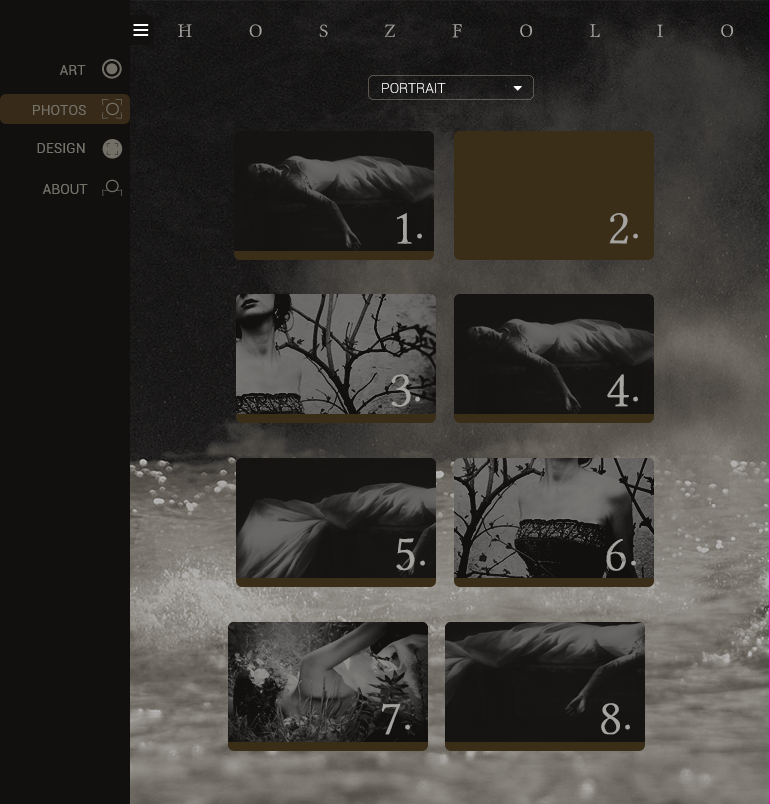 H O S Z F O L I O
ART
PHOTOS
DESIGN
ABOUT
PORTRAIT
1.
2.
3.
4.
5.
6.
7.
8.